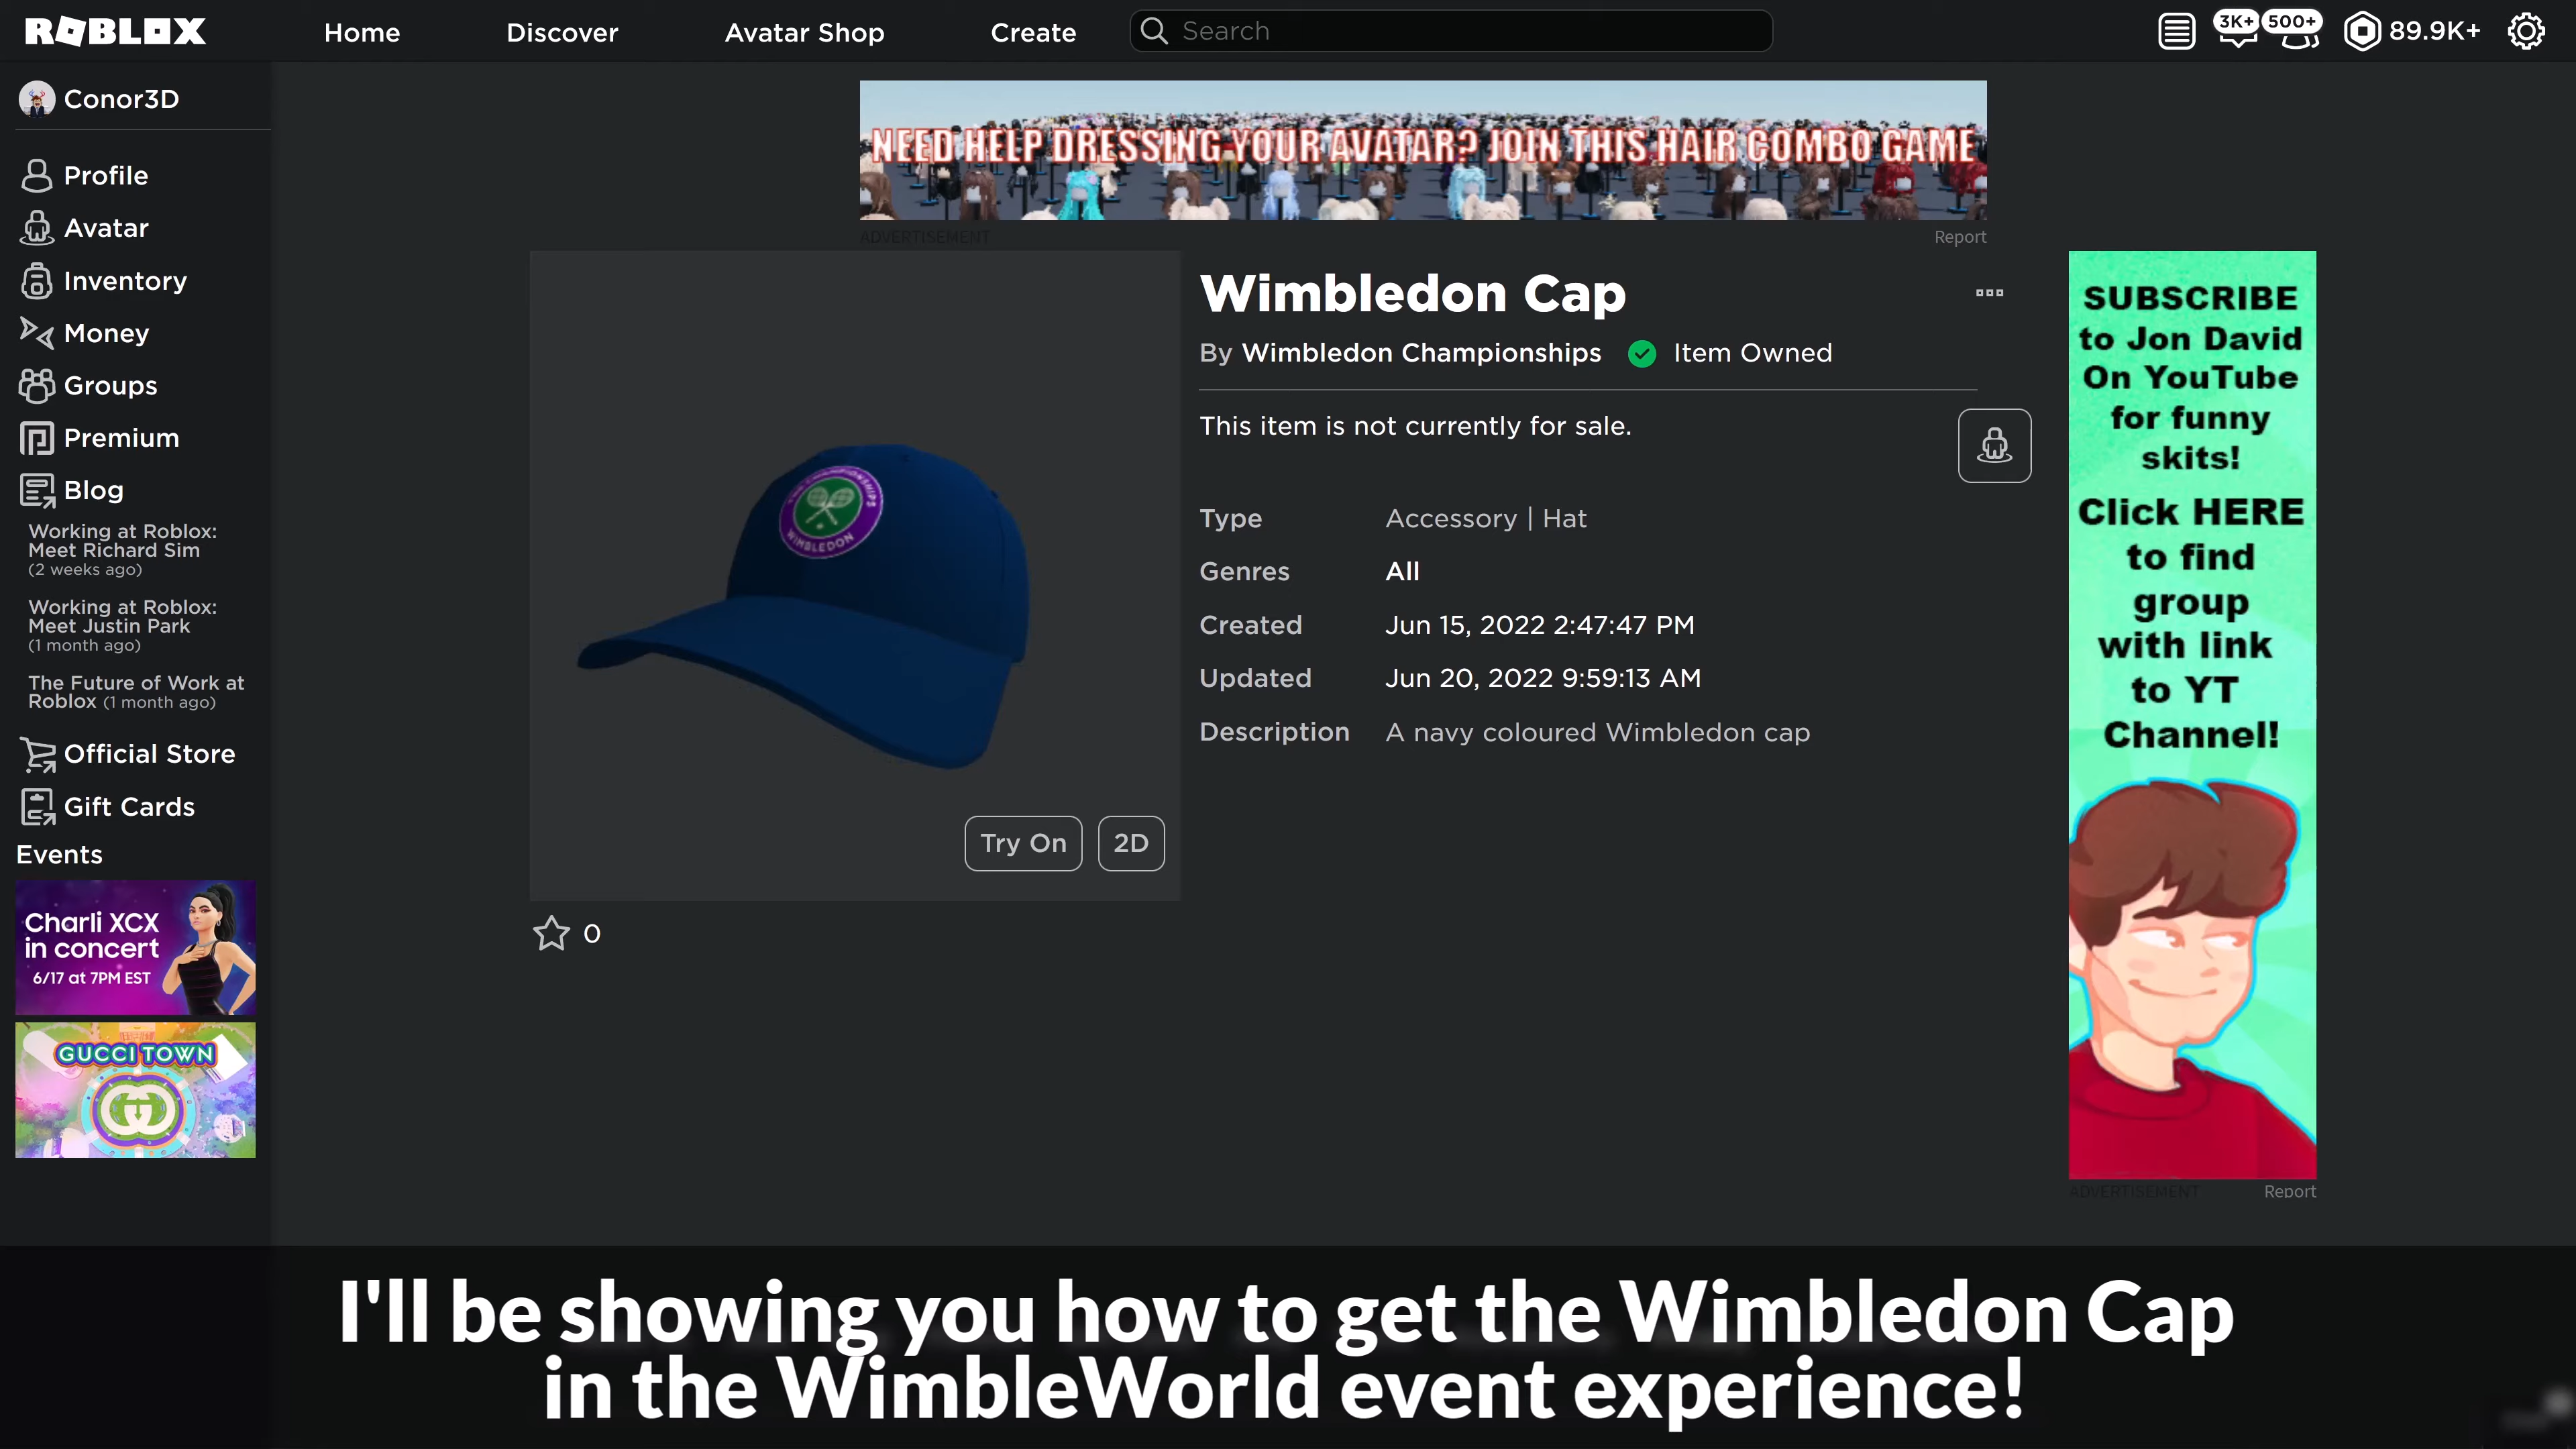 ROBLOX
Home
Discover
Avatar Shop
Create
Search
3K+
500+
89.9K+
Conor3D
Profile
Avatar
Inventory
Money
Groups
Premium
Blog
Working at Roblox:
Meet Richard Sim
(2 weeks ago)
Working at Roblox:
Meet Justin Park
(1 month ago)
The Future of Work at
Roblox (1 month ago)
Official Store
Gift Cards
Events
Charli XCX
in concert
6/17 at 7PM EST
GUCCI TOWN
NEED HELP DRESSING YOUR AVATAR? JOIN THIS HAIR COMBO GAME
ADVERTISEMENT
Report
THE CHAMPIONSHIPS
WIMBLEDON
Try On
2D
0
Wimbledon Cap
By Wimbledon Championships
Item Owned
This item is not currently for sale.
Type Accessory | Hat
Genres All
Created Jun 15, 2022 2:47:47 PM
Updated Jun 20, 2022 9:59:13 AM
Description A navy coloured Wimbledon cap
SUBSCRIBE
to Jon David
On YouTube
for funny
skits!
Click HERE
to find
group
with link
to YT
Channel!
ADVERTISEMENT
Report
I'll be showing you how to get the Wimbledon Cap
in the WimbleWorld event experience!